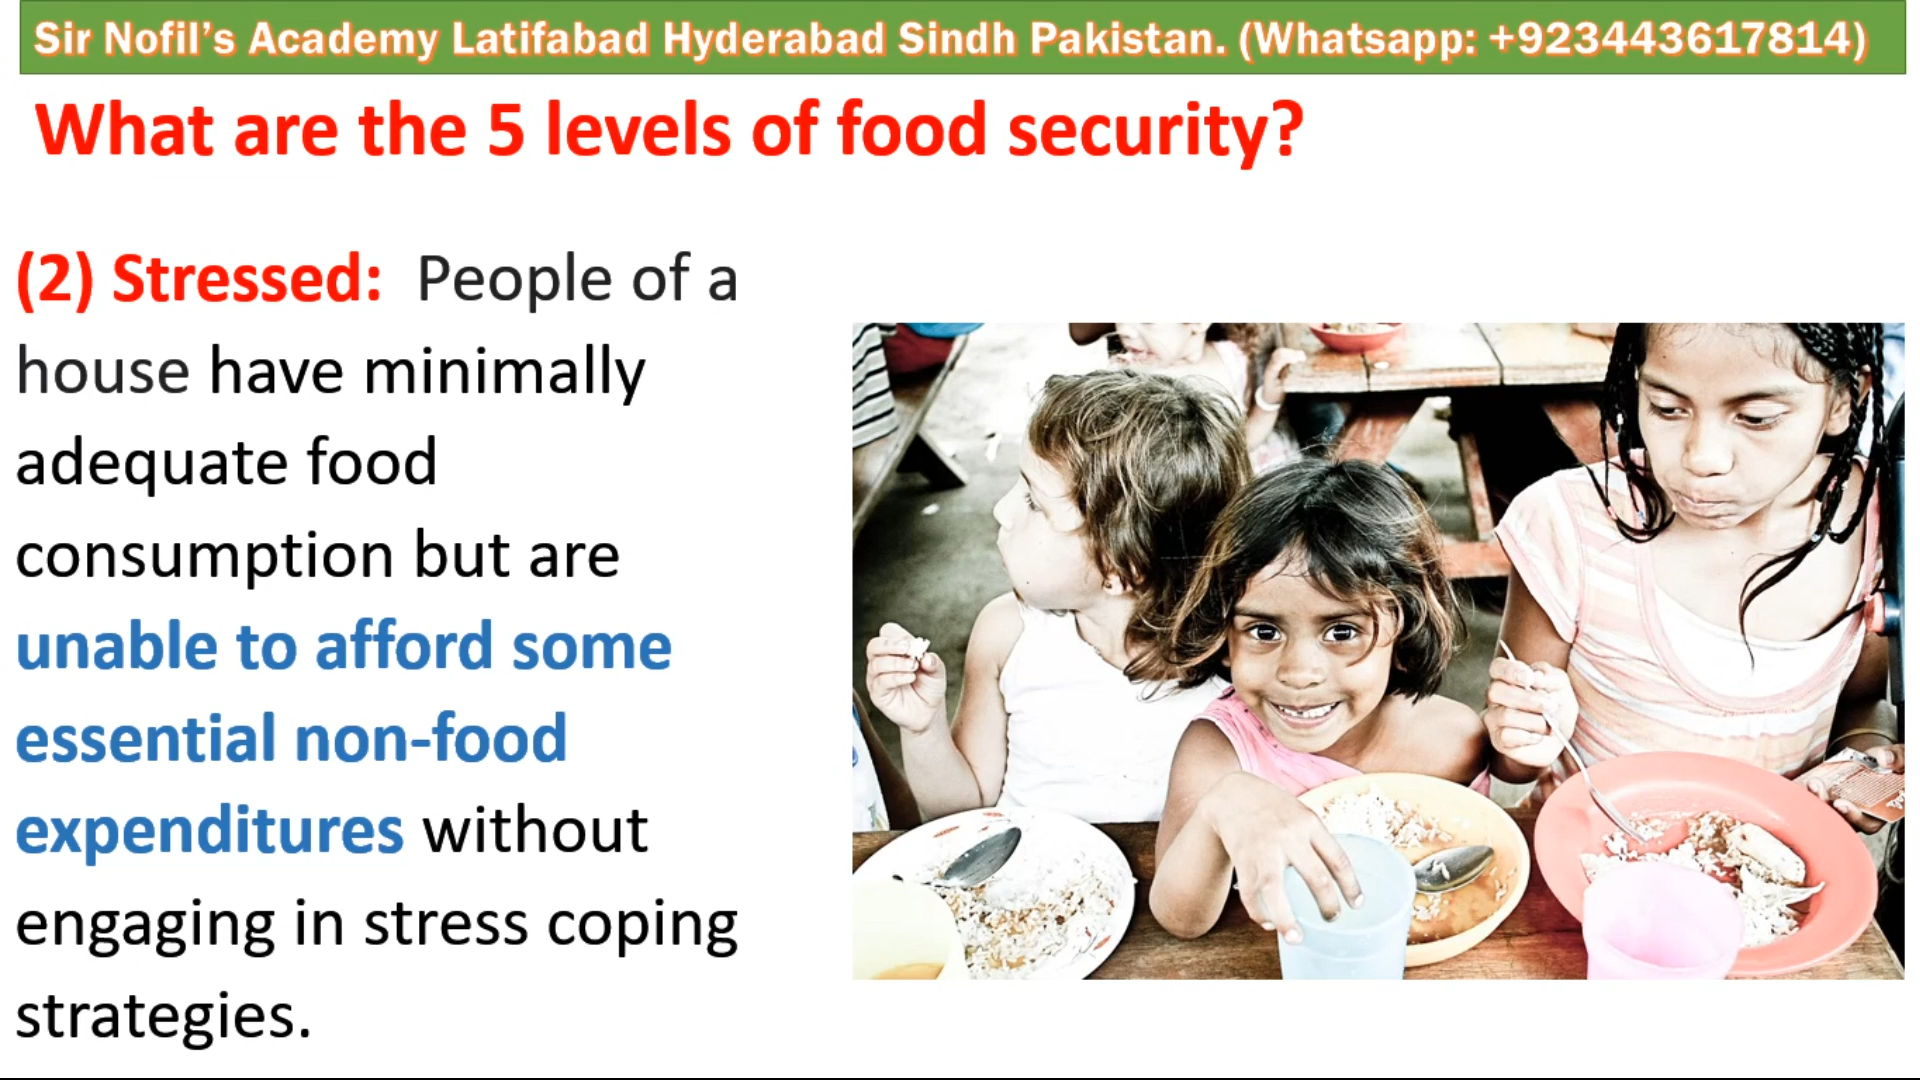 Sir Nofil’s Academy Latifabad Hyderabad Sindh Pakistan. (Whatsapp: +923443617814)
What are the 5 levels of food security?
(2) Stressed: People of a
house have minimally
adequate food
consumption but are
unable to afford some
essential non-food
expenditures without
engaging in stress coping
strategies.